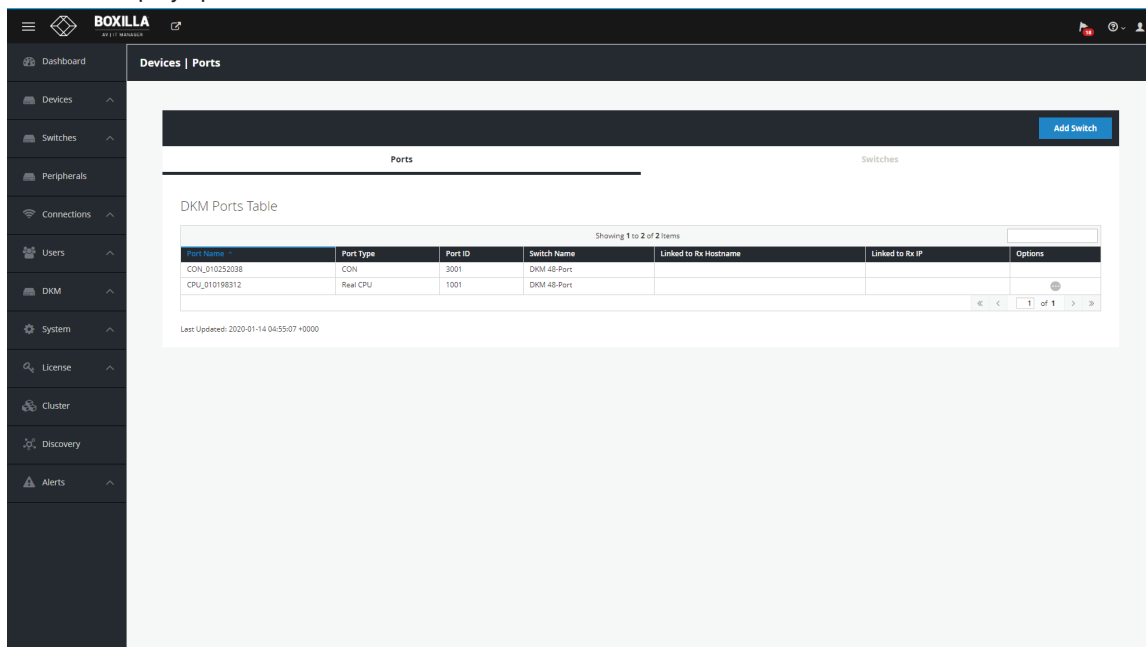 BOXILLA
AV | IT MANAGER
18
Dashboard
Devices | Ports
Devices
Switches
Add Switch
Ports
Switches
Peripherals
Connections
DKM Ports Table
Showing 1 to 2 of 2 Items
Users
Port Name Port Type Port ID Switch Name Linked to Rx Hostname Linked to Rx IP Options
CON_010252038 CON 3001 DKM 48-Port
CPU_010198312 Real CPU 1001 DKM 48-Port
DKM
1 of 1
System
Last Updated: 2020-01-14 04:55:07 +0000
License
Cluster
Discovery
Alerts